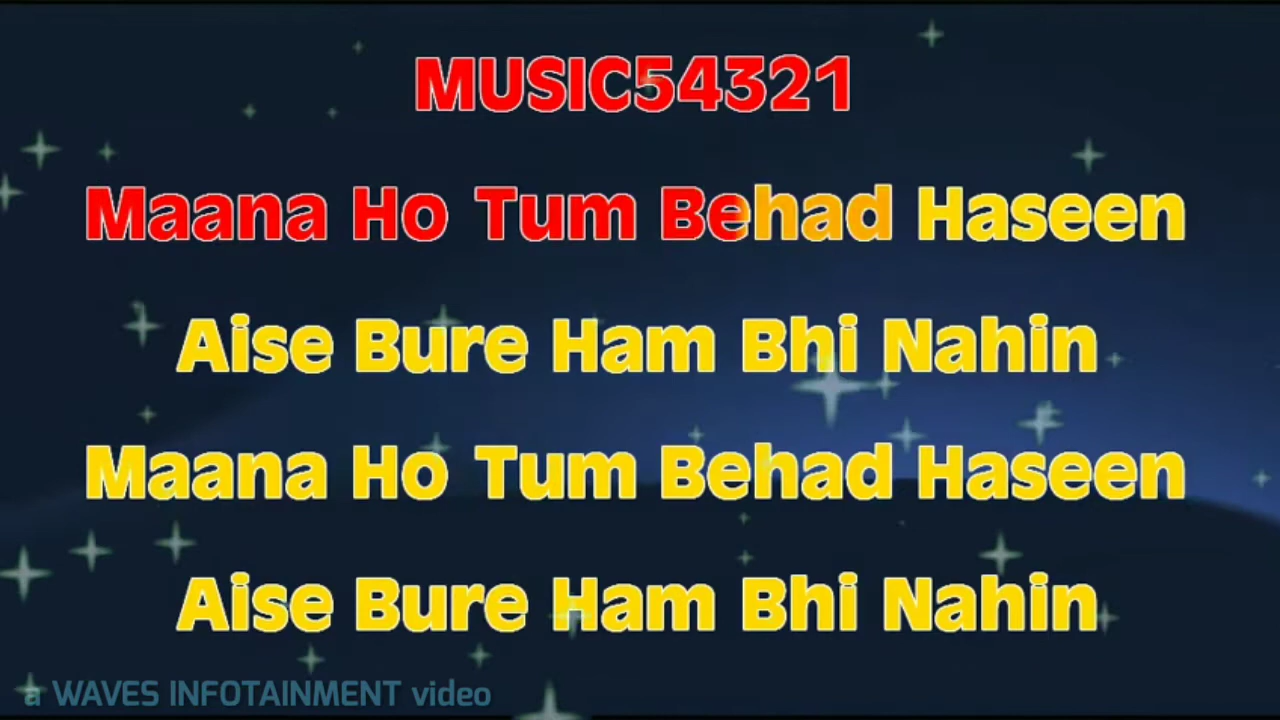 MUSIC54321
Maana Ho Tum Behad Haseen
Aise Bure Ham Bhi Nahin
Maana Ho Tum Behad Haseen
Aise Bure Ham Bhi Nahin
a WAVES INFOTAINMENT video